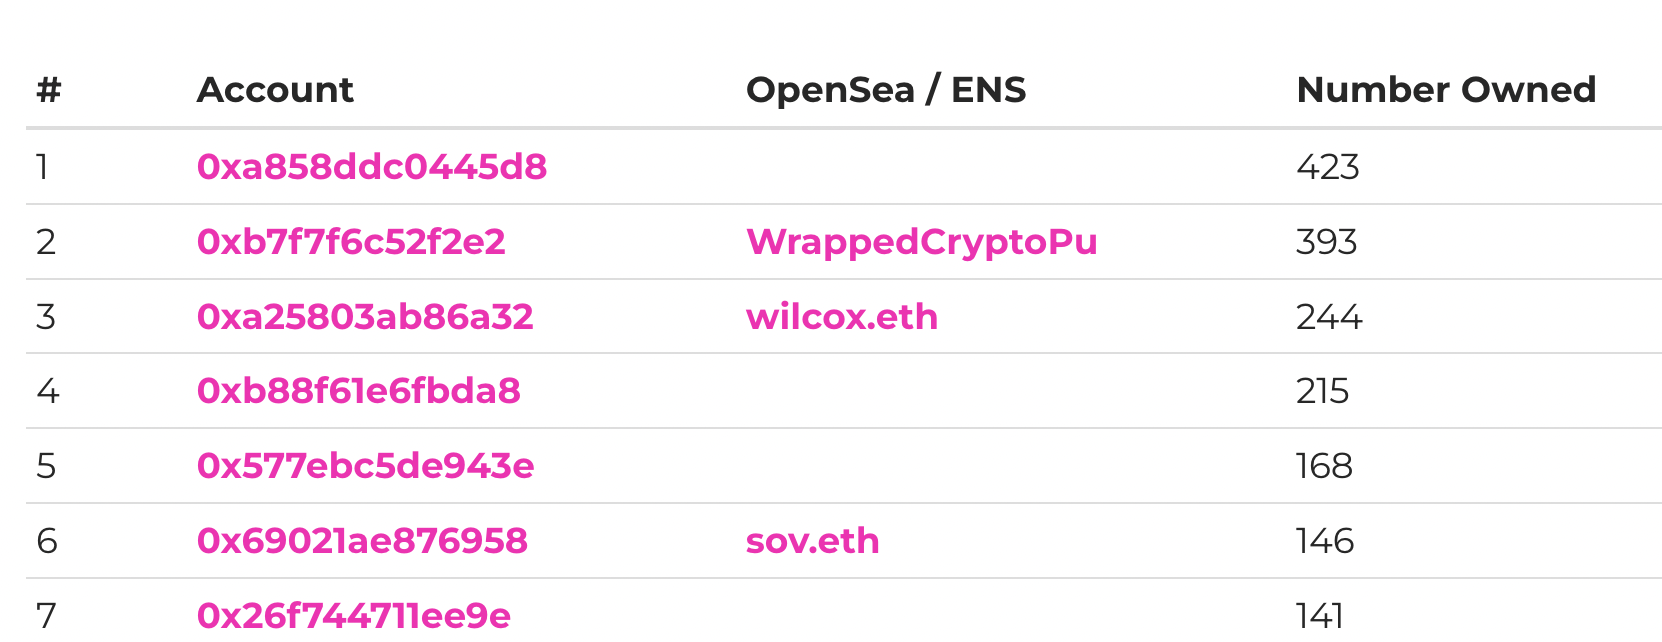 # Account OpenSea / ENS Number Owned
1 0xa858ddc0445d8 423
2 0xb7f7f6c52f2e2 WrappedCryptoPu 393
3 0xa25803ab86a32 wilcox.eth 244
4 0xb88f61e6fbda8 215
5 0x577ebc5de943e 168
6 0x69021ae876958 sov.eth 146
7 0x26f744711ee9e 141